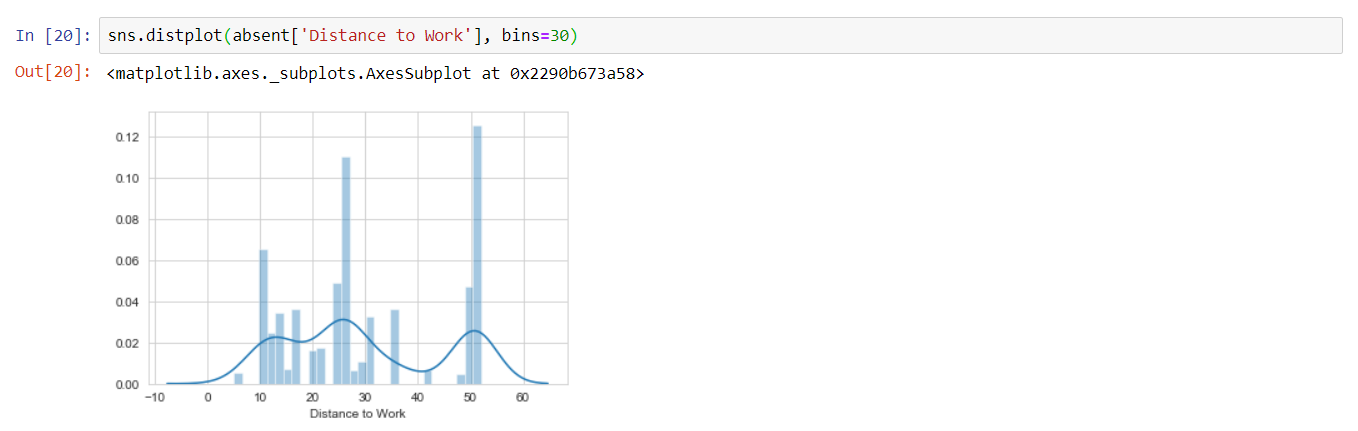 In [20]: sns.distplot(absent['Distance to Work'], bins=30)
Out[20]: <matplotlib.axes._subplots.AxesSubplot at 0x2290b673a58>
0.12
0.10
0.08
0.06
0.04
0.02
0.00
−10 0 10 20 30 40 50 60
Distance to Work